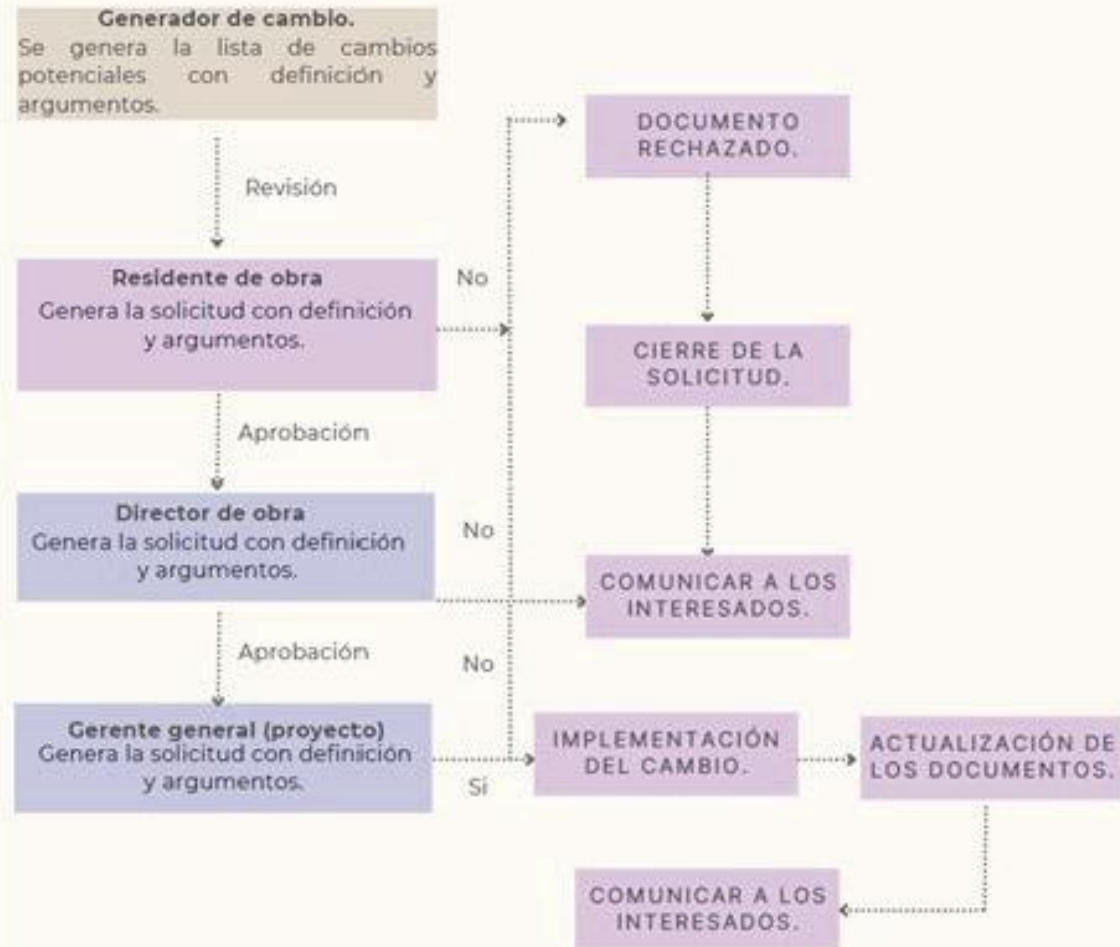 Generador de cambio.
Se genera la lista de cambios
potenciales con definición y
argumentos.
Revisión
Residente de obra
Genera la solicitud con definición
y argumentos.
No
Aprobación
Director de obra
Genera la solicitud con definición
y argumentos.
No
Aprobación
No
Gerente general (proyecto)
Genera la solicitud con definición
y argumentos.
Si
DOCUMENTO
RECHAZADO.
CIERRE DE LA
SOLICITUD.
COMUNICAR A LOS
INTERESADOS.
IMPLEMENTACIÓN
DEL CAMBIO.
ACTUALIZACIÓN DE
LOS DOCUMENTOS.
COMUNICAR A LOS
INTERESADOS.